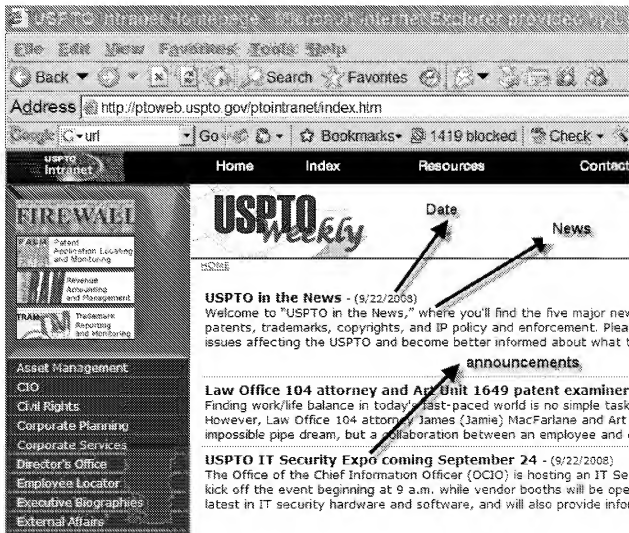 USPTO Intranet Homepage - Microsoft Internet Explorer provided by U
File Edit View Favorites Tools Help
Back Search Favorites
Address http://ptoweb.uspto.gov/ptointranet/index.htm
Google G▾url Go Bookmarks 1419 blocked Check
USPTO Intranet Home Index Resources Contact
FIREWALL
PALM Patent Application Locating and Monitoring
Revenue Accounting and Management
TRAM Trademark Reporting and Monitoring
Asset Management
CIO
Civil Rights
Corporate Planning
Corporate Services
Director's Office
Employee Locator
Executive Biographies
External Affairs
USPTO Weekly
Date
News
HOME
USPTO in the News - (9/22/2008)
Welcome to "USPTO in the News," where you'll find the five major new
patents, trademarks, copyrights, and IP policy and enforcement. Plea
issues affecting the USPTO and become better informed about what t
announcements
Law Office 104 attorney and Art Unit 1649 patent examiner
Finding work/life balance in today's fast-paced world is no simple task
However, Law Office 104 attorney James (Jamie) MacFarlane and Art
impossible pipe dream, but a collaboration between an employee and
USPTO IT Security Expo coming September 24 - (9/22/2008)
The Office of the Chief Information Officer (OCIO) is hosting an IT Se
kick off the event beginning at 9 a.m. while vendor booths will be ope
latest in IT security hardware and software, and will also provide infor